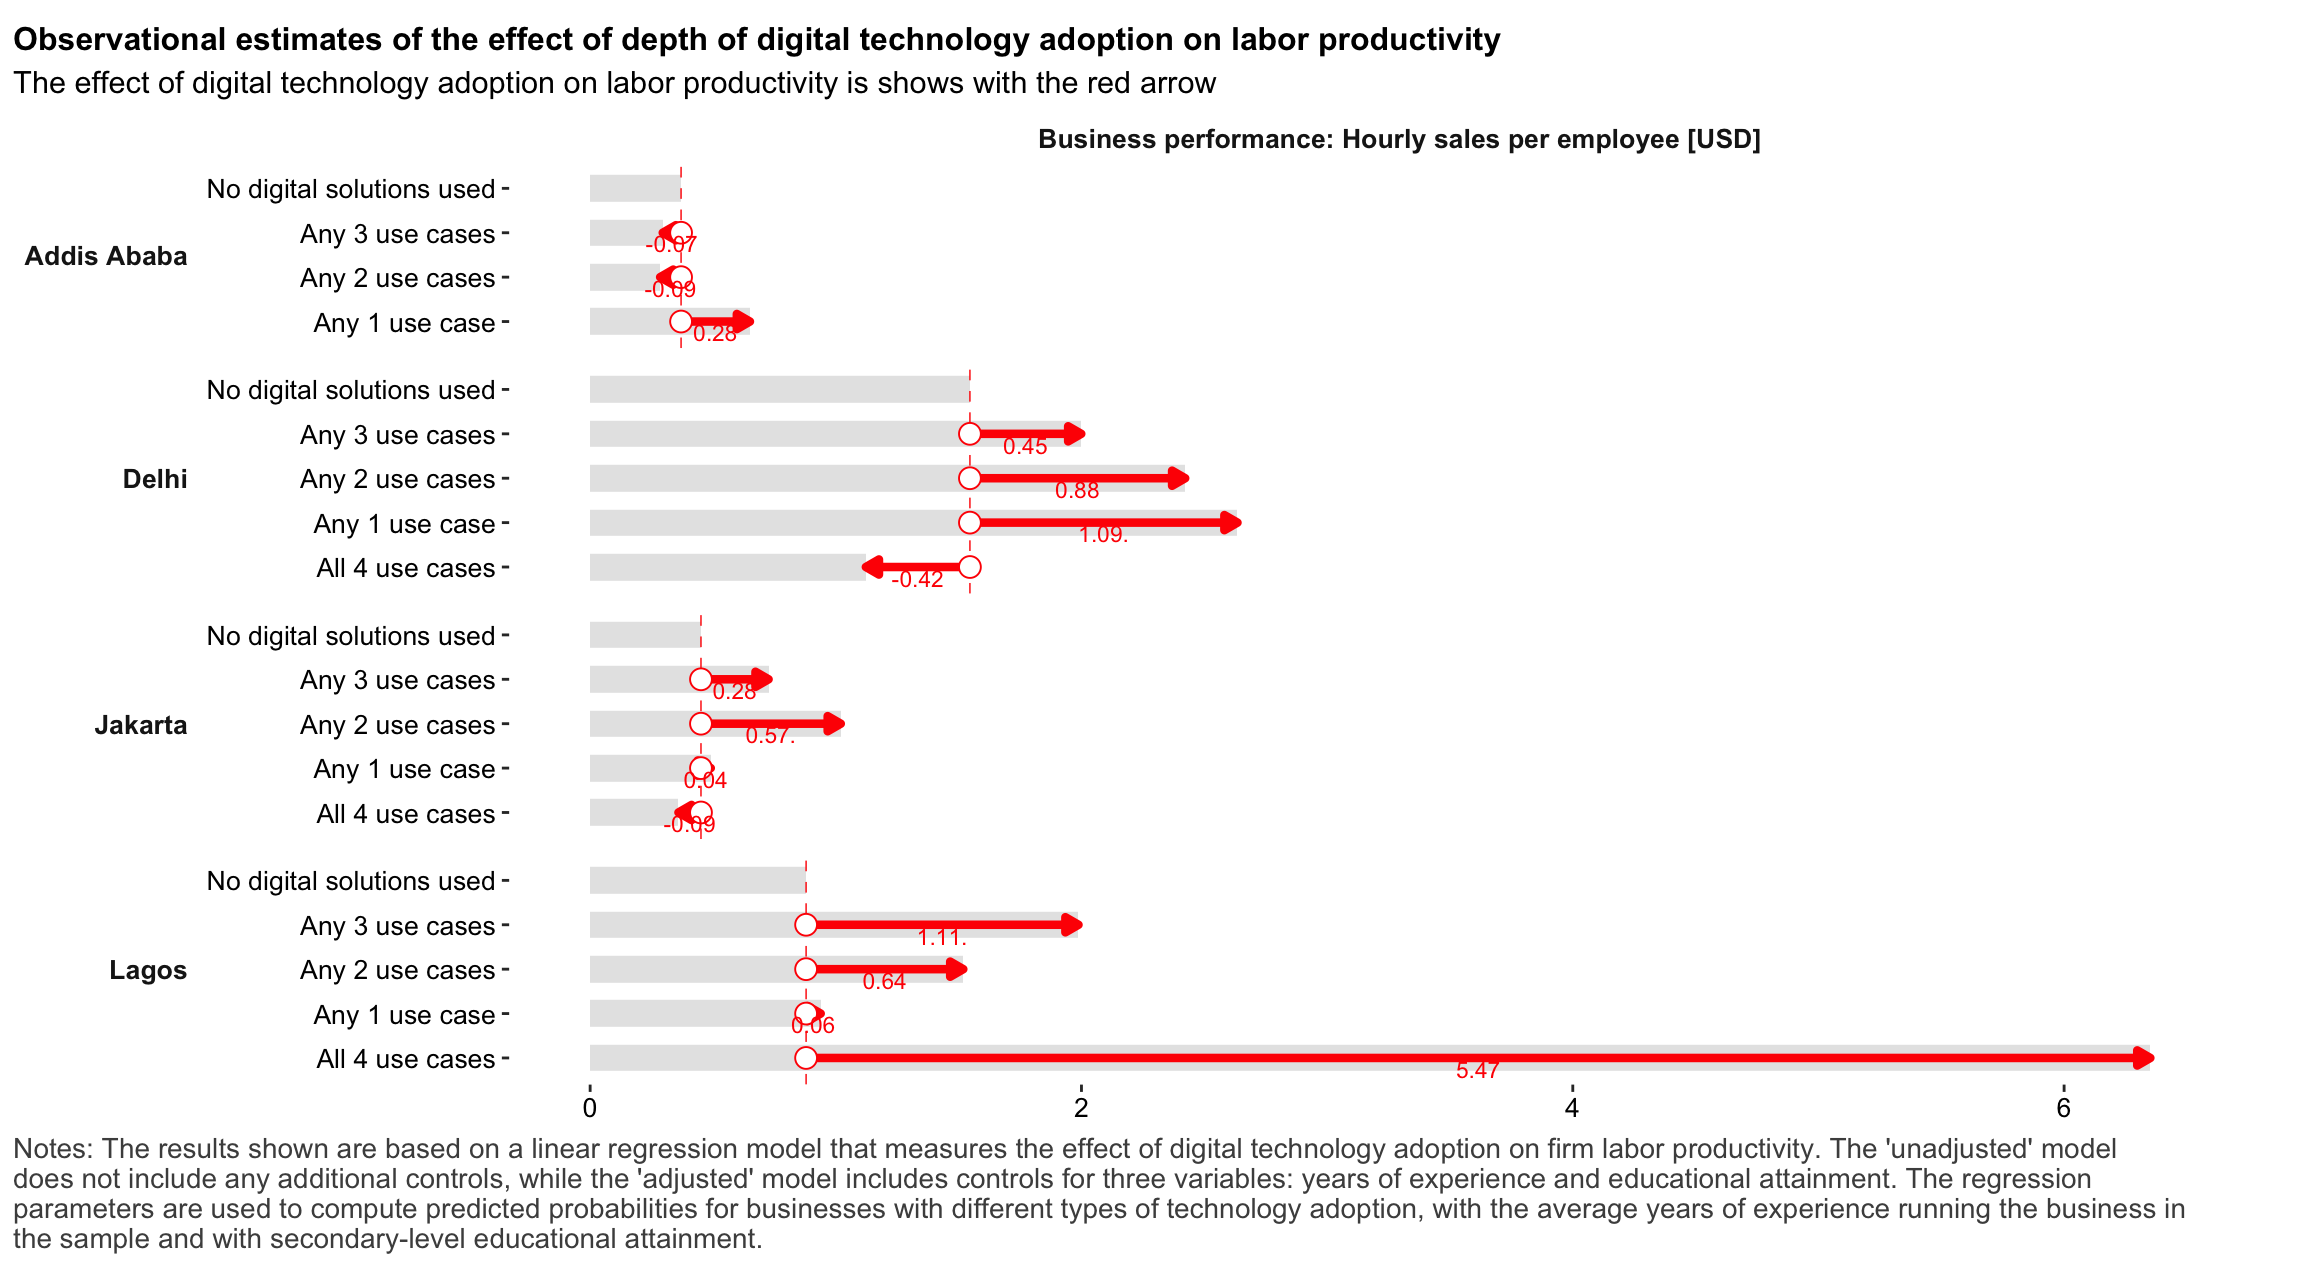 Observational estimates of the effect of depth of digital technology adoption on labor productivity
The effect of digital technology adoption on labor productivity is shows with the red arrow
Business performance: Hourly sales per employee [USD]
Addis Ababa
No digital solutions used
Any 3 use cases
-0.07
Any 2 use cases
-0.09
Any 1 use case
0.28
Delhi
No digital solutions used
Any 3 use cases
0.45
Any 2 use cases
0.88
Any 1 use case
1.09.
All 4 use cases
-0.42
Jakarta
No digital solutions used
Any 3 use cases
0.28
Any 2 use cases
0.57.
Any 1 use case
0.04
All 4 use cases
-0.09
Lagos
No digital solutions used
Any 3 use cases
1.11.
Any 2 use cases
0.64
Any 1 use case
0.06
All 4 use cases
5.47
0 2 4 6
Notes: The results shown are based on a linear regression model that measures the effect of digital technology adoption on firm labor productivity. The 'unadjusted' model
does not include any additional controls, while the 'adjusted' model includes controls for three variables: years of experience and educational attainment. The regression
parameters are used to compute predicted probabilities for businesses with different types of technology adoption, with the average years of experience running the business in
the sample and with secondary-level educational attainment.